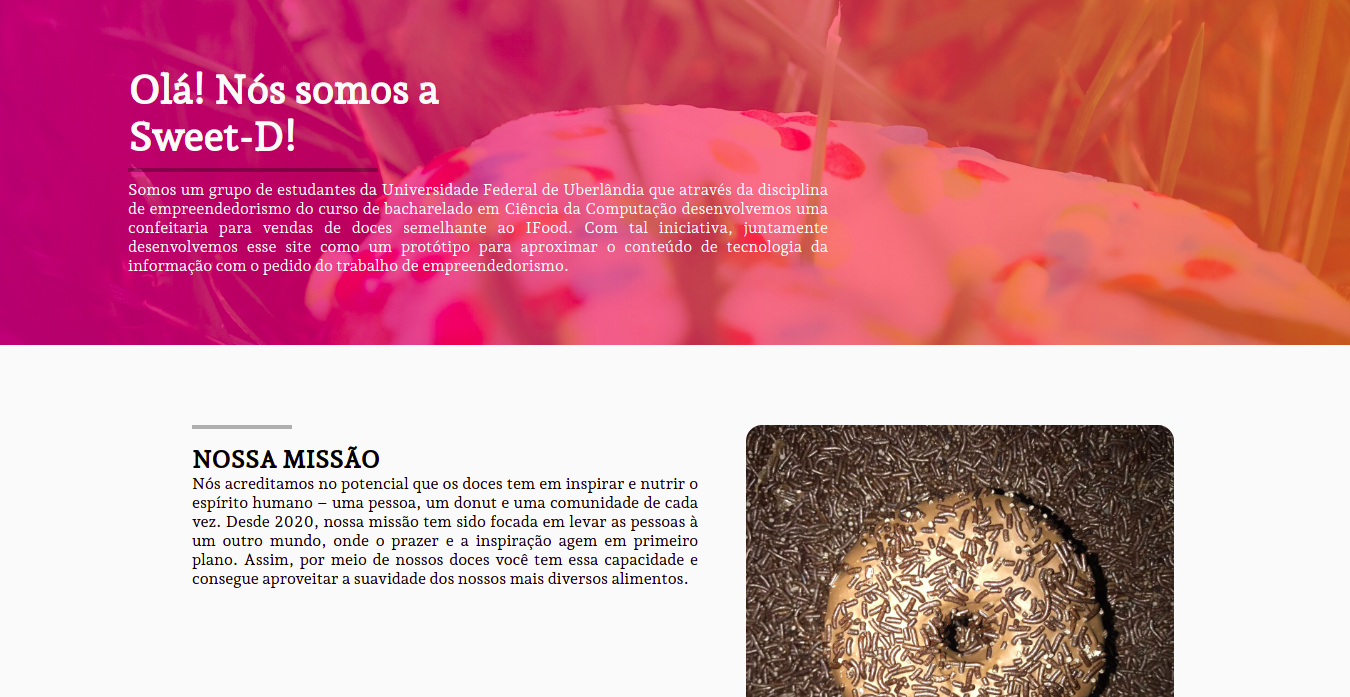 Olá! Nós somos a
Sweet-D!
Somos um grupo de estudantes da Universidade Federal de Uberlândia que através da disciplina
de empreendedorismo do curso de bacharelado em Ciência da Computação desenvolvemos uma
confeitaria para vendas de doces semelhante ao IFood. Com tal iniciativa, juntamente
desenvolvemos esse site como um protótipo para aproximar o conteúdo de tecnologia da
informação com o pedido do trabalho de empreendedorismo.
NOSSA MISSÃO
Nós acreditamos no potencial que os doces tem em inspirar e nutrir o
espírito humano – uma pessoa, um donut e uma comunidade de cada
vez. Desde 2020, nossa missão tem sido focada em levar as pessoas à
um outro mundo, onde o prazer e a inspiração agem em primeiro
plano. Assim, por meio de nossos doces você tem essa capacidade e
consegue aproveitar a suavidade dos nossos mais diversos alimentos.